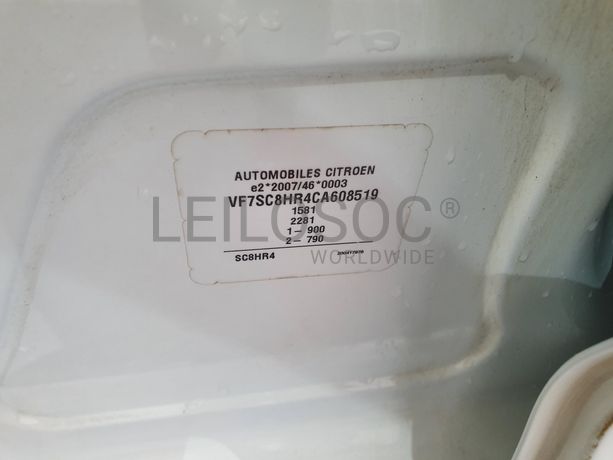 AUTOMOBILES CITROEN
e2*2007/46*0003
VF7SC8HR4CA608519
LEILOSOC®
1581
2281
1- 900
2- 790
WORLDWIDE
SC8HR4